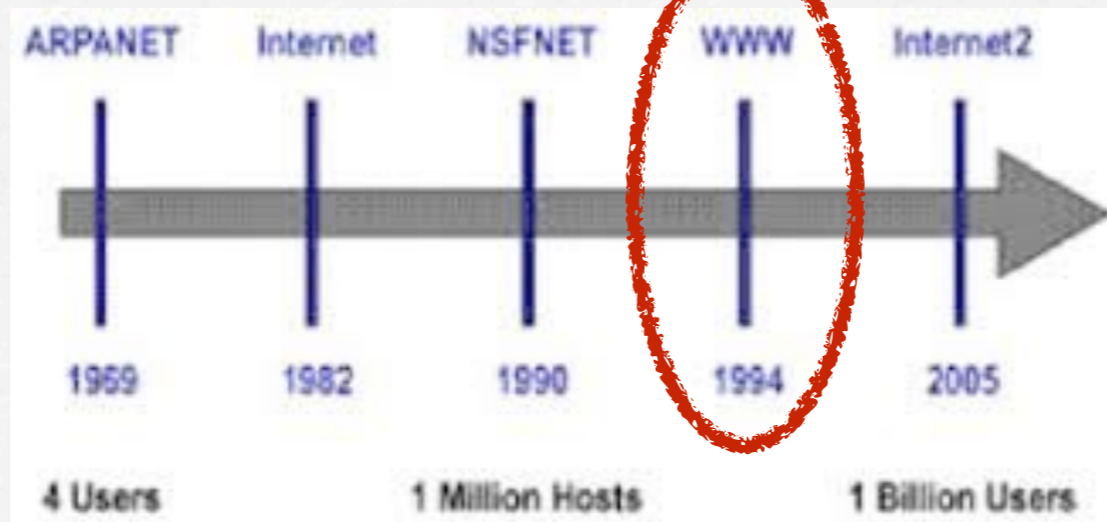 ARPANET Internet NSFNET WWW Internet2
1969 1982 1990 1994 2005
4 Users 1 Million Hosts 1 Billion Users